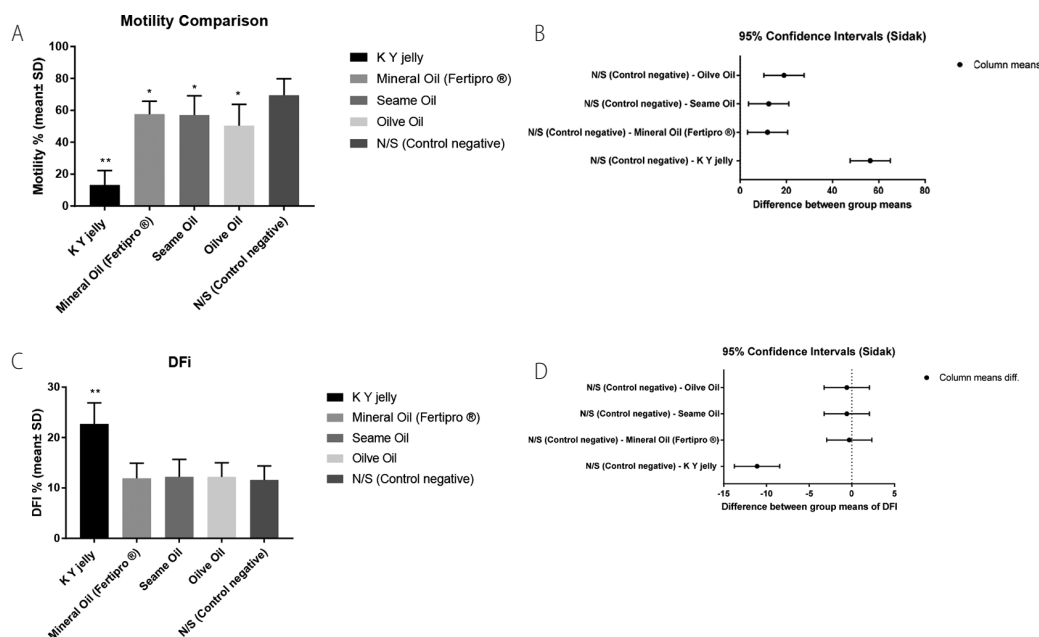 A
Motility Comparison
Motility % (mean± SD)
100
80
60
40
20
0
**
*
*
*
K Y jelly
Mineral Oil (Fertipro ®)
Seame Oil
Oilve Oil
N/S (Control negative)
K Y jelly
Mineral Oil (Fertipro ®)
Seame Oil
Oilve Oil
N/S (Control negative)
B
95% Confidence Intervals (Sidak)
N/S (Control negative) - Oilve Oil
N/S (Control negative) - Seame Oil
N/S (Control negative) - Mineral Oil (Fertipro ®)
N/S (Control negative) - K Y jelly
0 20 40 60 80
Difference between group means
Column means
C
DFi
DFI % (mean± SD)
30
20
10
0
**
K Y jelly
Mineral Oil (Fertipro ®)
Seame Oil
Oilve Oil
N/S (Control negative)
K Y jelly
Mineral Oil (Fertipro ®)
Seame Oil
Oilve Oil
N/S (Control negative)
D
95% Confidence Intervals (Sidak)
N/S (Control negative) - Oilve Oil
N/S (Control negative) - Seame Oil
N/S (Control negative) - Mineral Oil (Fertipro ®)
N/S (Control negative) - K Y jelly
-15 -10 -5 0 5
Difference between group means of DFI
Column means diff.